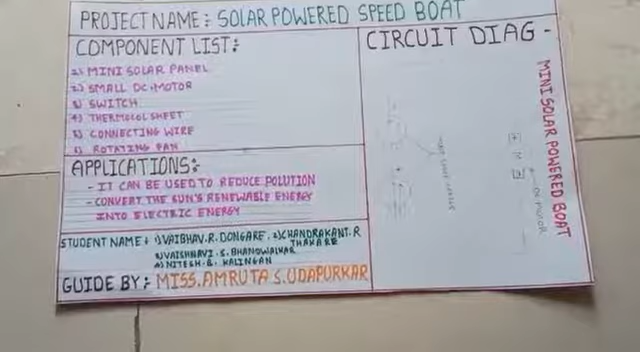 PROJECT NAME : SOLAR POWERED SPEED BOAT
COMPONENT LIST :
1) MINI SOLAR PANEL
2) SMALL DC-MOTOR
3) SWITCH
4) THERMOCOL SHEET
5) CONNECTING WIRE
ROTATING FAN
APPLICATIONS :-
- IT CAN BE USED TO REDUCE POLUTION
- CONVERT THE SUN'S RENEWABLE ENERGY
INTO ELECTRIC ENERGY
STUDENT NAME : 1) VAIBHAV.R. DONGARE. 2) CHANDRAKANT.R
THAKARE
3) VAISHNAVI.S. BHANDWALKAR
4) NITESH.B. KALINGAN
GUIDE BY : MISS. AMRUTA S. UDAPURKAR
CIRCUIT DIAG -
MINI SOLAR POWERED BOAT